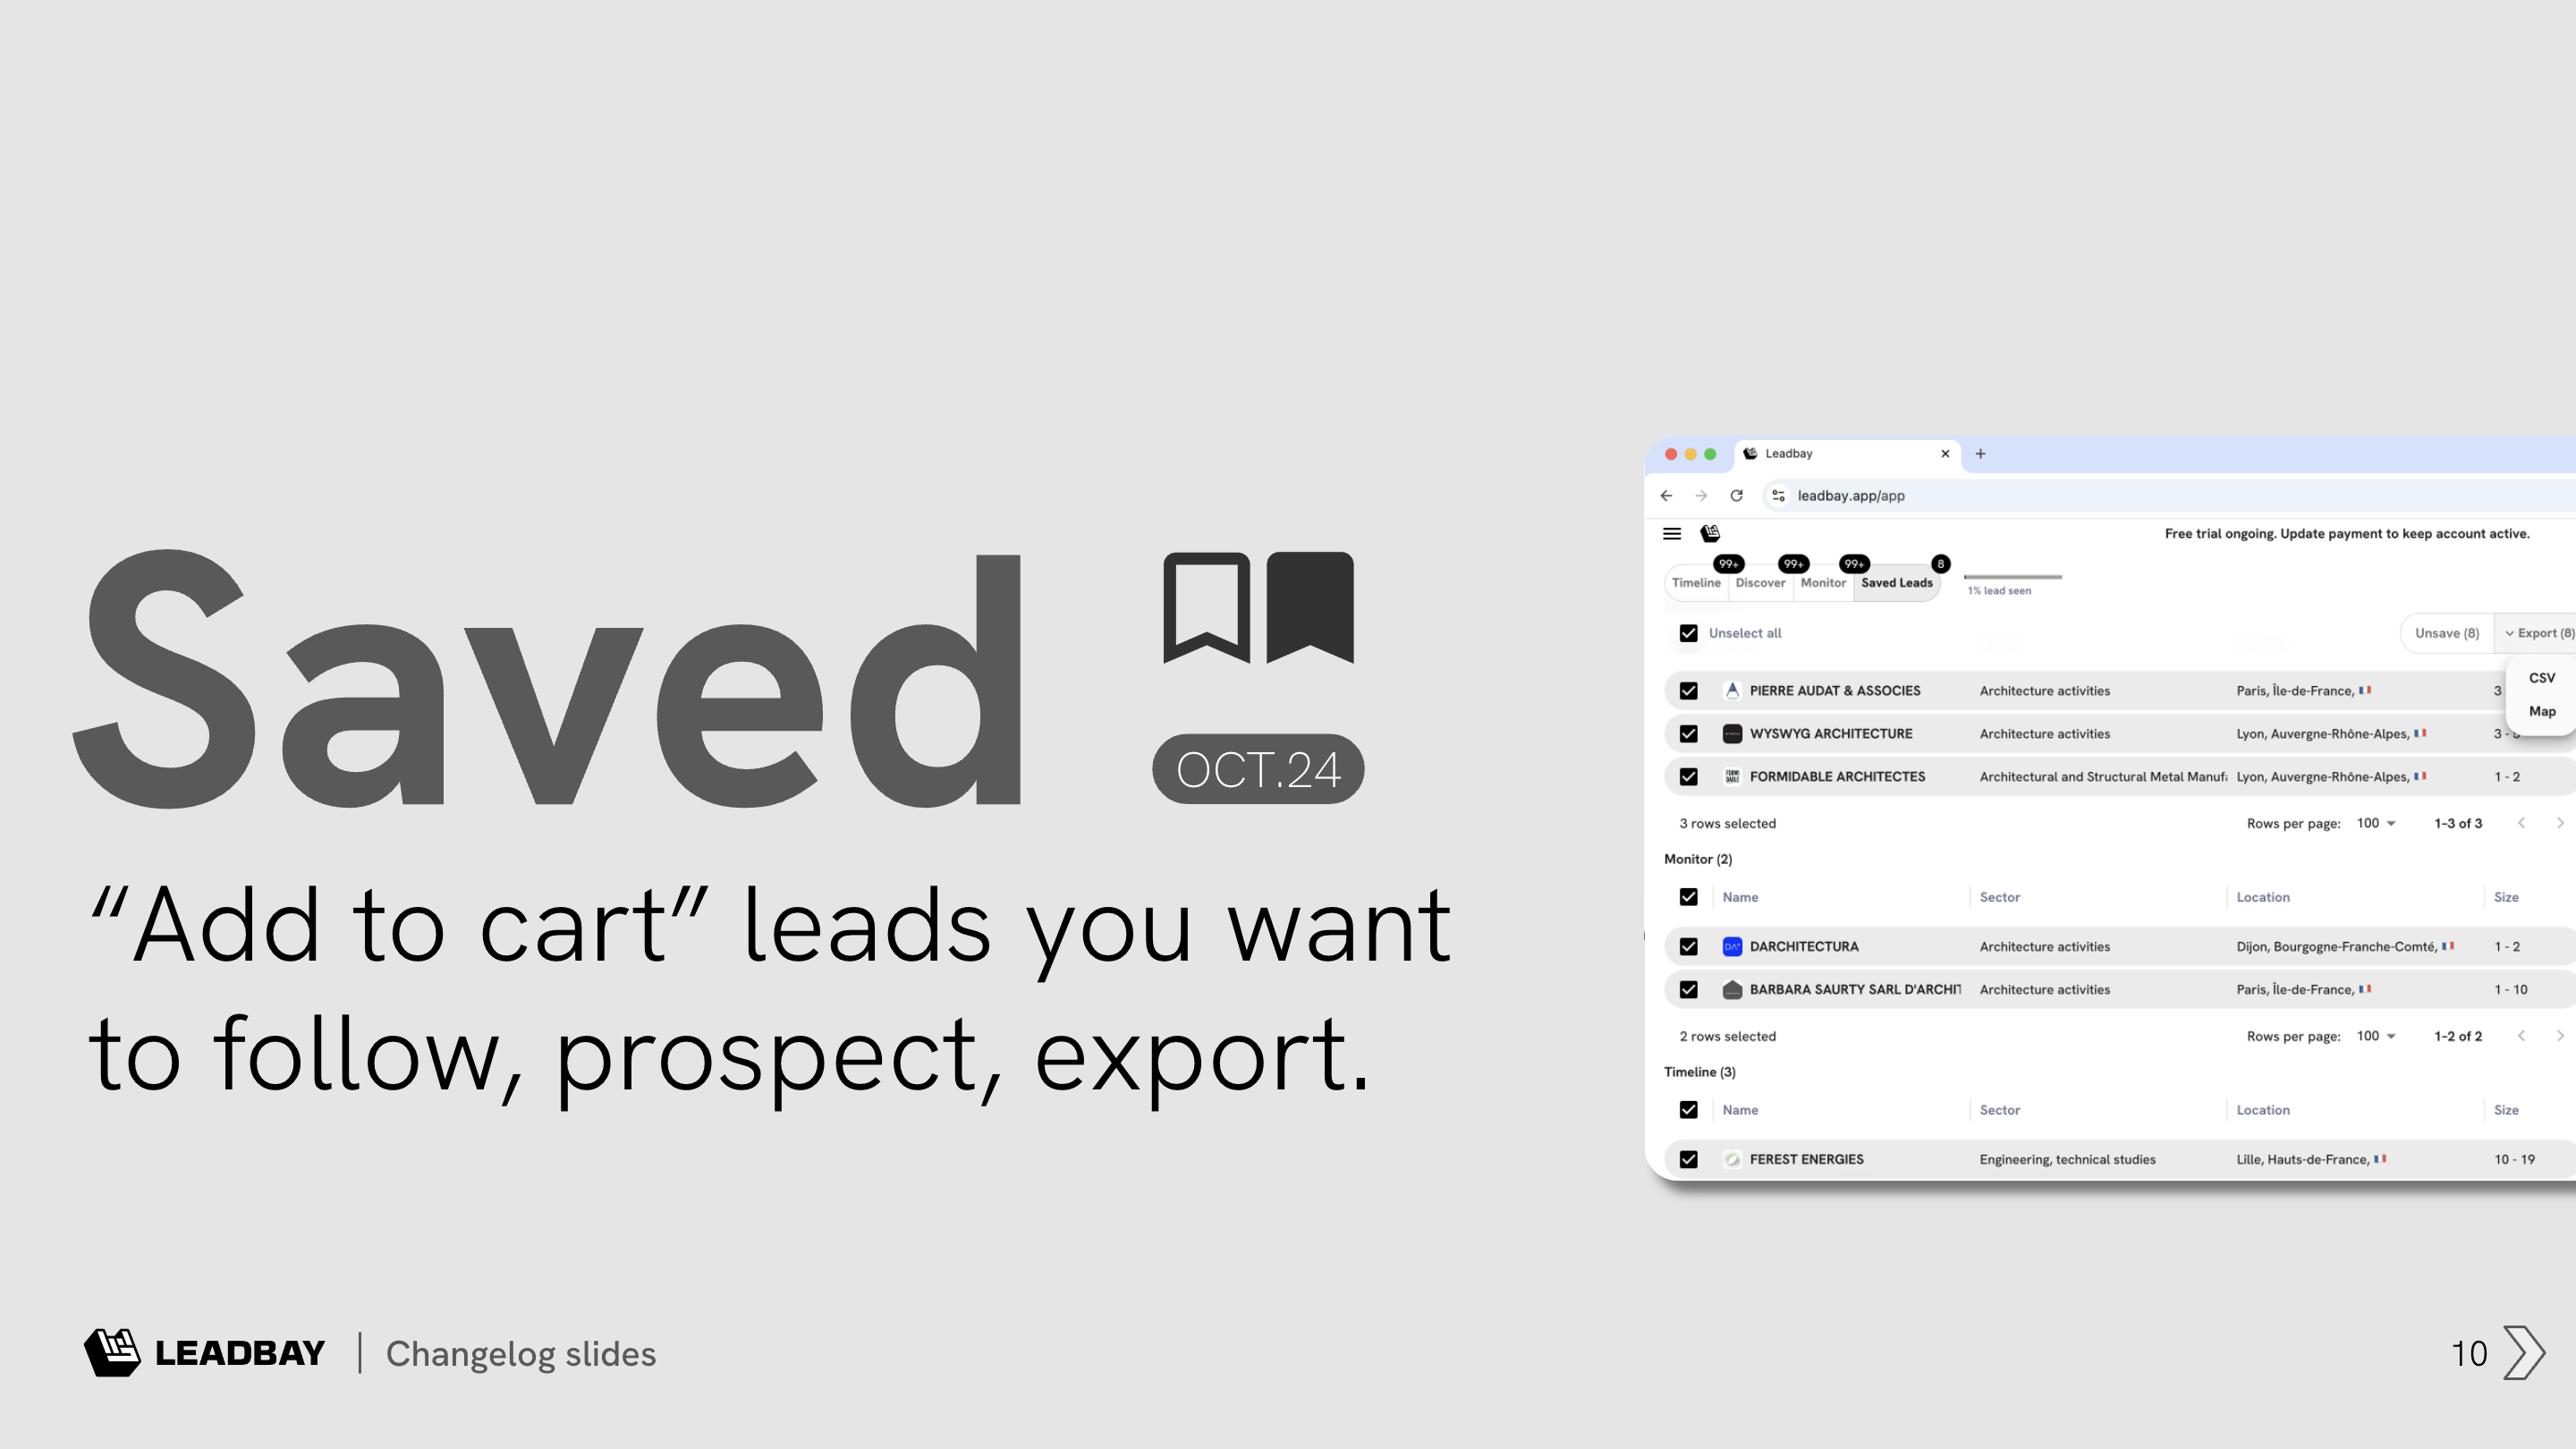 Saved
OCT.24
“Add to cart” leads you want
to follow, prospect, export.
Leadbay
leadbay.app/app
Free trial ongoing. Update payment to keep account active.
99+ 99+ 99+ 8
Timeline Discover Monitor Saved Leads
1% lead seen
Unselect all
Unsave (8) Export (8)
CSV
Map
PIERRE AUDAT & ASSOCIES Architecture activities Paris, Île-de-France, 3
WYSWYG ARCHITECTURE Architecture activities Lyon, Auvergne-Rhône-Alpes, 3 -
FORMIDABLE ARCHITECTES Architectural and Structural Metal Manuf Lyon, Auvergne-Rhône-Alpes, 1 - 2
3 rows selected Rows per page: 100 1–3 of 3
Monitor (2)
Name Sector Location Size
DARCHITECTURA Architecture activities Dijon, Bourgogne-Franche-Comté, 1 - 2
BARBARA SAURTY SARL D'ARCHIT Architecture activities Paris, Île-de-France, 1 - 10
2 rows selected Rows per page: 100 1–2 of 2
Timeline (3)
Name Sector Location Size
FEREST ENERGIES Engineering, technical studies Lille, Hauts-de-France, 10 - 19
LEADBAY | Changelog slides
10